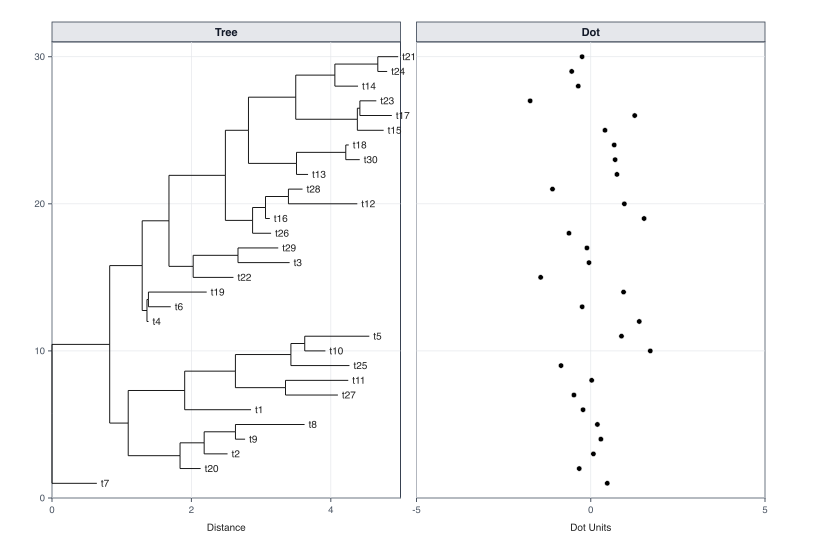 Tree Dot
30
20
10
0
t21
t24
t14
t23
t17
t15
t18
t30
t13
t28
t12
t16
t26
t29
t3
t22
t19
t6
t4
t5
t10
t25
t11
t27
t1
t8
t9
t2
t20
t7
0 2 4 -5 0 5
Distance Dot Units